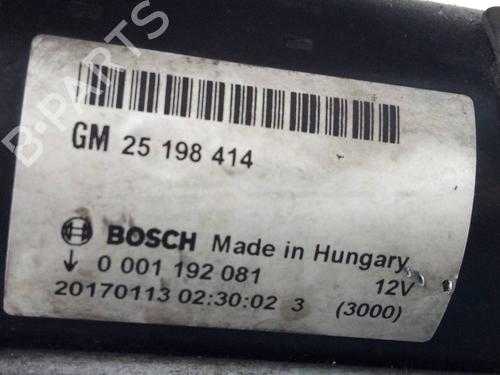 B-PARTS
GM 25 198 414
BOSCH Made in Hungary
0 001 192 081 12V
20170113 02:30:02 3 (3000)